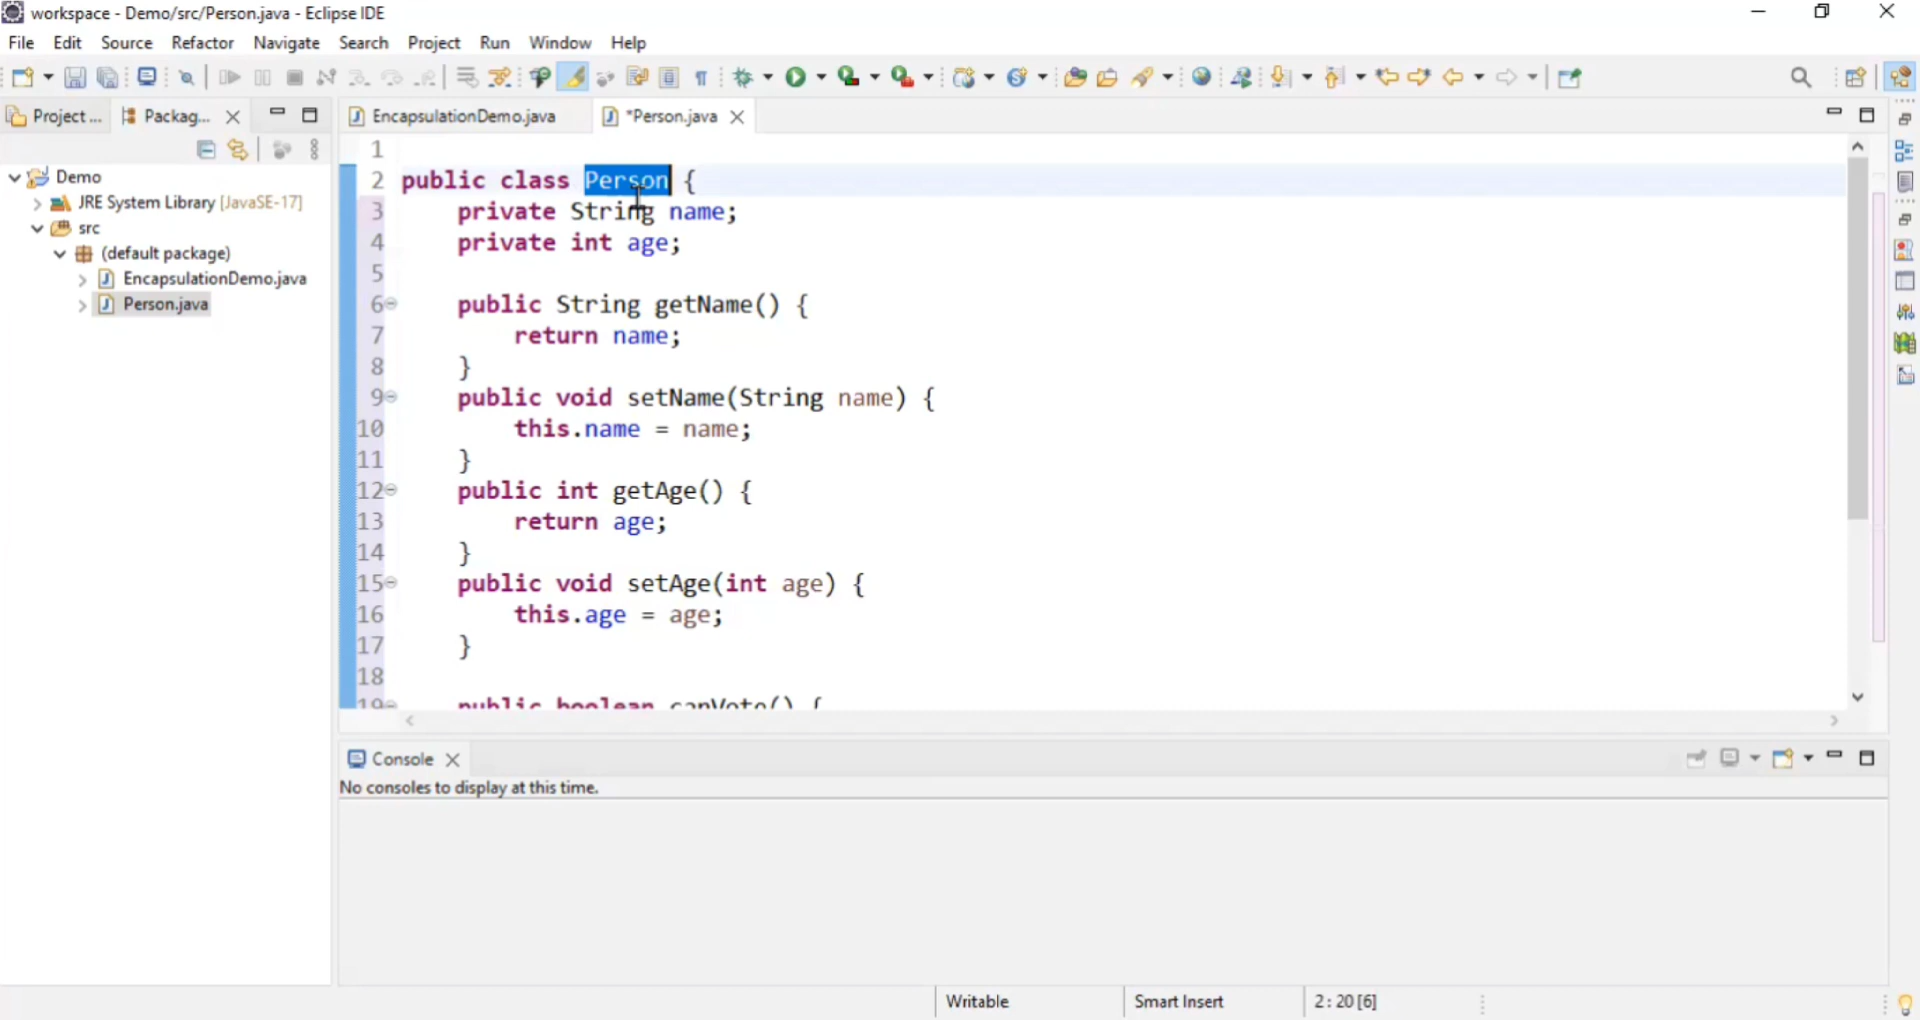 workspace - Demo/src/Person.java - Eclipse IDE
File Edit Source Refactor Navigate Search Project Run Window Help
Project ... Packag... EncapsulationDemo.java *Person.java
Demo
JRE System Library [JavaSE-17]
src
(default package)
EncapsulationDemo.java
Person.java
1
2 public class Person {
3 private String name;
4 private int age;
5
6 public String getName() {
7 return name;
8 }
9 public void setName(String name) {
10 this.name = name;
11 }
12 public int getAge() {
13 return age;
14 }
15 public void setAge(int age) {
16 this.age = age;
17 }
18
19 public boolean canVote() {
Console
No consoles to display at this time.
Writable Smart Insert 2 : 20 [6]